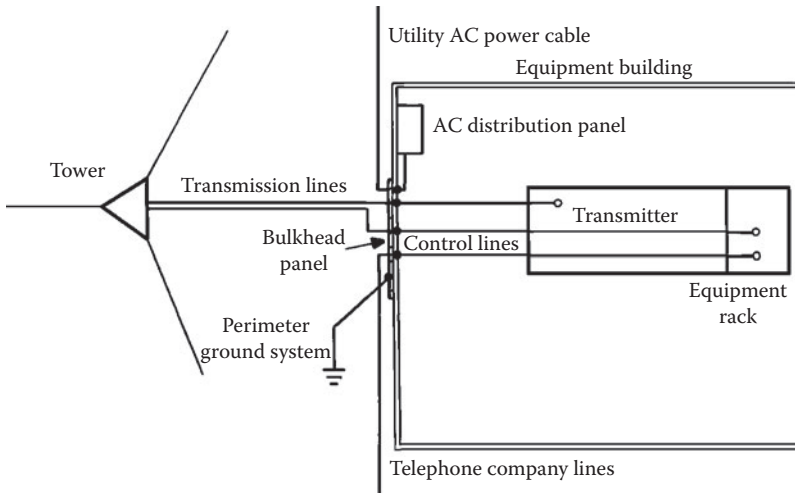 Utility AC power cable
Equipment building
AC distribution panel
Tower
Transmission lines
Transmitter
Bulkhead
panel
Control lines
Equipment
rack
Perimeter
ground system
Telephone company lines